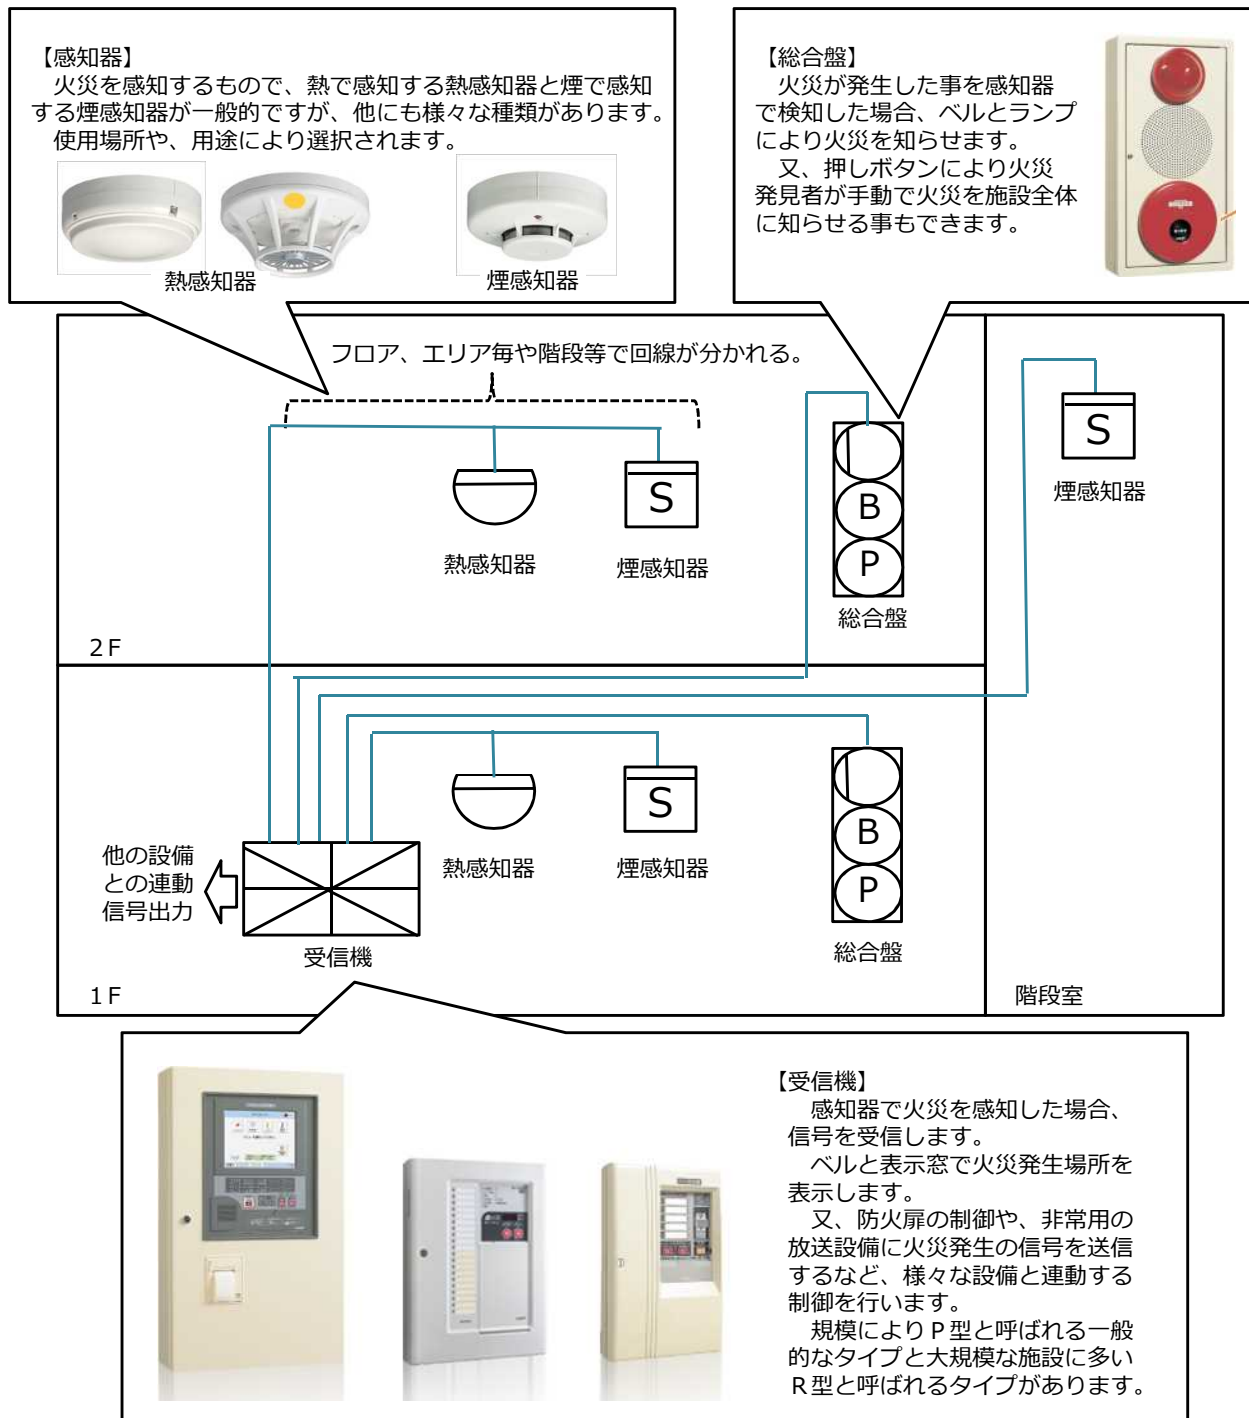 【感知器】
火災を感知するもので、熱で感知する熱感知器と煙で感知
する煙感知器が一般的ですが、他にも様々な種類があります。
使用場所や、用途により選択されます。
熱感知器
煙感知器
【総合盤】
火災が発生した事を感知器
で検知した場合、ベルとランプ
により火災を知らせます。
又、押しボタンにより火災
発見者が手動で火災を施設全体
に知らせる事もできます。
フロア、エリア毎や階段等で回線が分かれる。
S
熱感知器
煙感知器
B
P
総合盤
S
煙感知器
2F
S
熱感知器
煙感知器
B
P
総合盤
他の設備
との連動
信号出力
受信機
1F
階段室
【受信機】
感知器で火災を感知した場合、
信号を受信します。
ベルと表示窓で火災発生場所を
表示します。
又、防火扉の制御や、非常用の
放送設備に火災発生の信号を送信
するなど、様々な設備と連動する
制御を行います。
規模によりP型と呼ばれる一般
的なタイプと大規模な施設に多い
R型と呼ばれるタイプがあります。